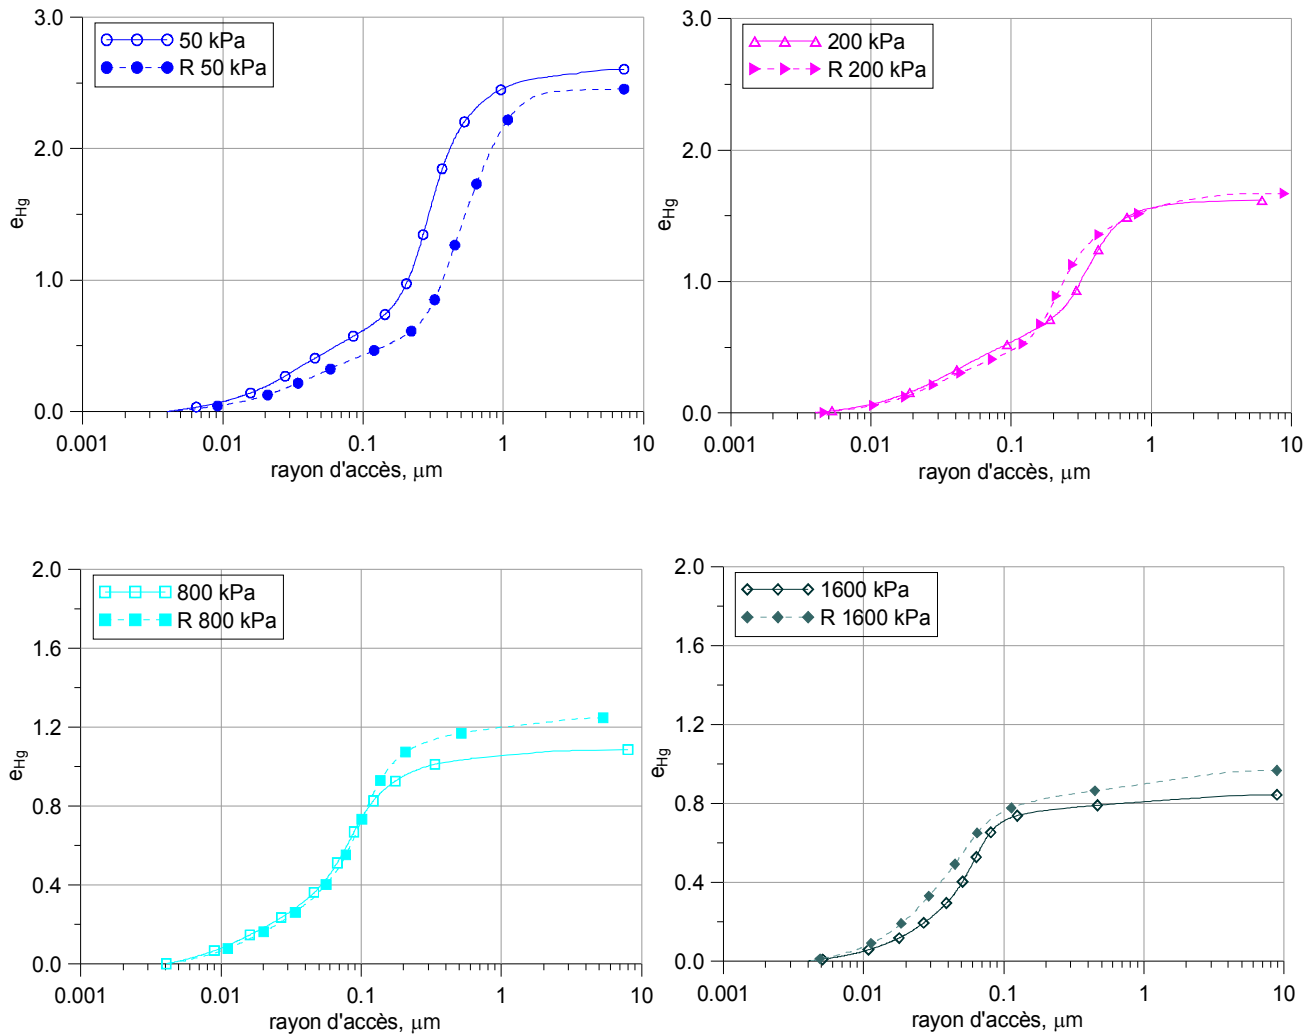 3.0
2.0
1.0
0.0
e_Hg
50 kPa
R 50 kPa
0.001 0.01 0.1 1 10
rayon d'accès, μm
3.0
2.0
1.0
0.0
e_Hg
200 kPa
R 200 kPa
0.001 0.01 0.1 1 10
rayon d'accès, μm
2.0
1.6
1.2
0.8
0.4
0.0
e_Hg
800 kPa
R 800 kPa
0.001 0.01 0.1 1 10
rayon d'accès, μm
2.0
1.6
1.2
0.8
0.4
0.0
e_Hg
1600 kPa
R 1600 kPa
0.001 0.01 0.1 1 10
rayon d'accès, μm